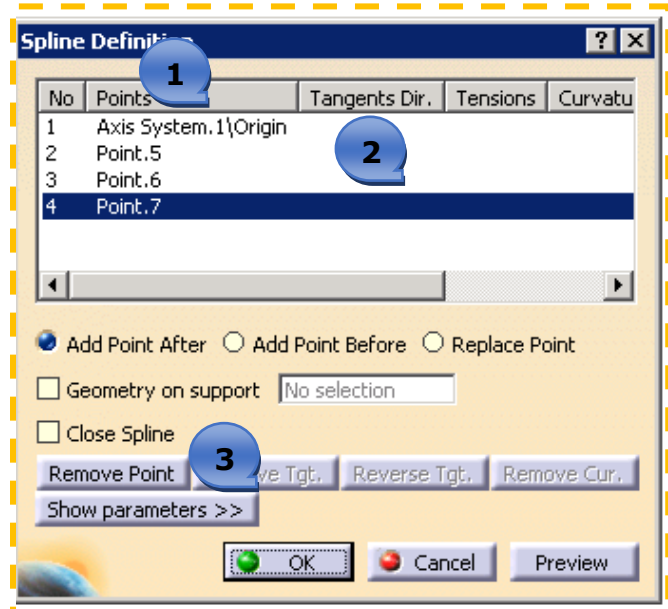 Spline Definition
1
No Points Tangents Dir. Tensions Curvatu
1 Axis System.1\Origin
2 Point.5
2
3 Point.6
4 Point.7
Add Point After Add Point Before Replace Point
Geometry on support No selection
Close Spline
3
Remove Point Tgt. Reverse Tgt. Remove Cur.
Show parameters >>
OK Cancel Preview